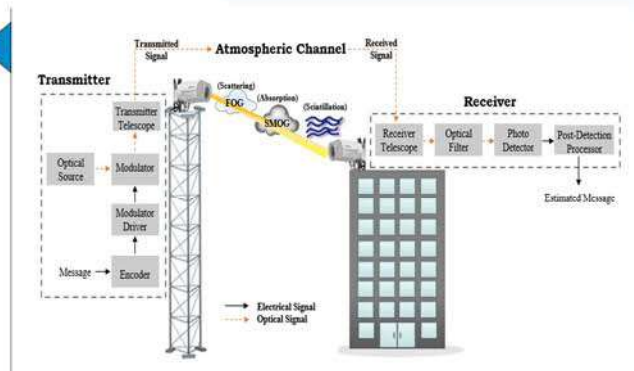 Transmitted
Signal
Atmospheric Channel
Received
Signal
Transmitter
(Scattering)
FOG
(Absorption)
SMOG
(Scintillation)
Receiver
Transmitter
Telescope
Optical
Source
Modulator
Modulator
Driver
Message
Encoder
Receiver
Telescope
Optical
Filter
Photo
Detector
Post-Detection
Processor
Estimated Message
Electrical Signal
Optical Signal